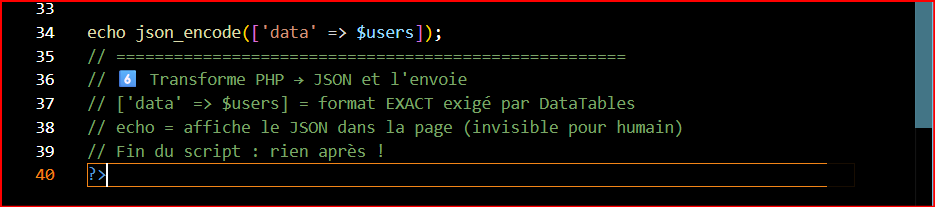 33
34 echo json_encode(['data' => $users]);
35 // =====================================================
36 // 6️⃣ Transforme PHP → JSON et l'envoie
37 // ['data' => $users] = format EXACT exigé par DataTables
38 // echo = affiche le JSON dans la page (invisible pour humain)
39 // Fin du script : rien après !
40 ?>